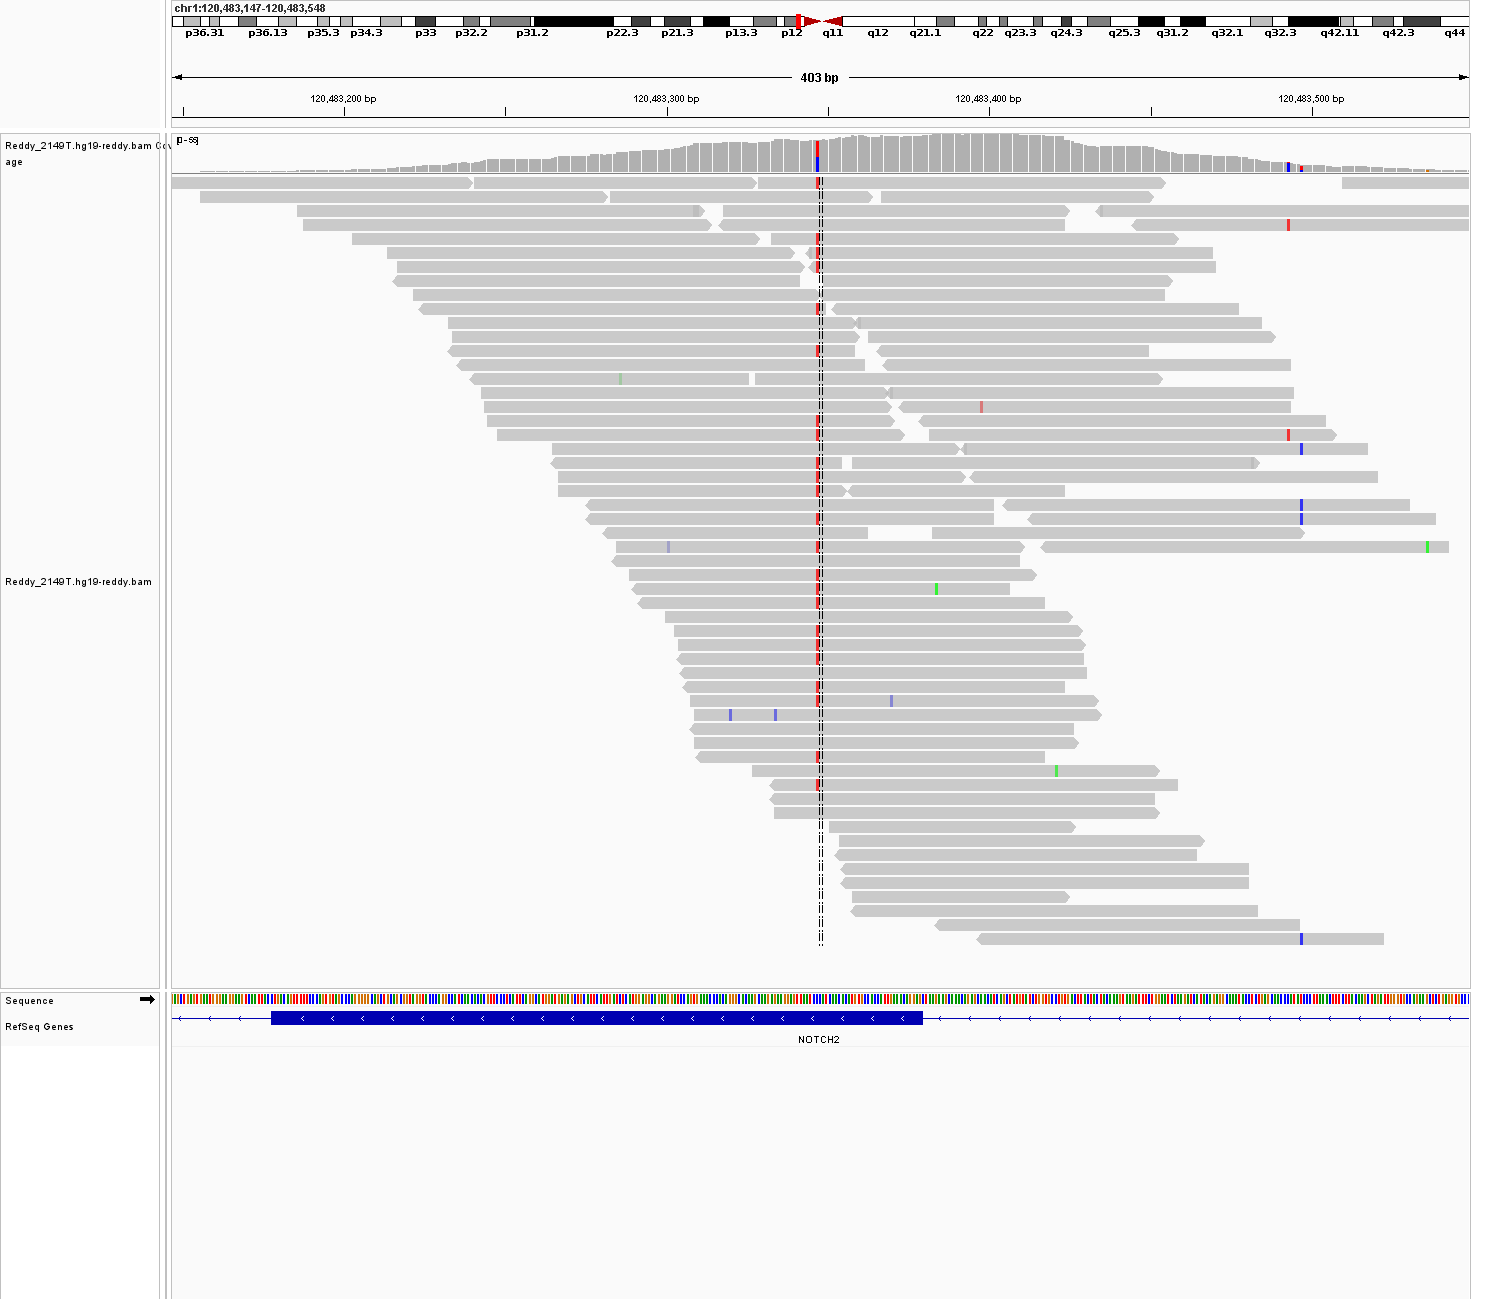 chr1:120,483,147-120,483,548
p36.31 p36.13 p35.3 p34.3 p33 p32.2 p31.2 p22.3 p21.3 p13.3 p12 q11 q12 q21.1 q22 q23.3 q24.3 q25.3 q31.2 q32.1 q32.3 q42.11 q42.3 q44
403 bp
120,483,200 bp 120,483,300 bp 120,483,400 bp 120,483,500 bp
Reddy_2149T.hg19-reddy.bam Cov
age
Reddy_2149T.hg19-reddy.bam
Sequence
RefSeq Genes
NOTCH2